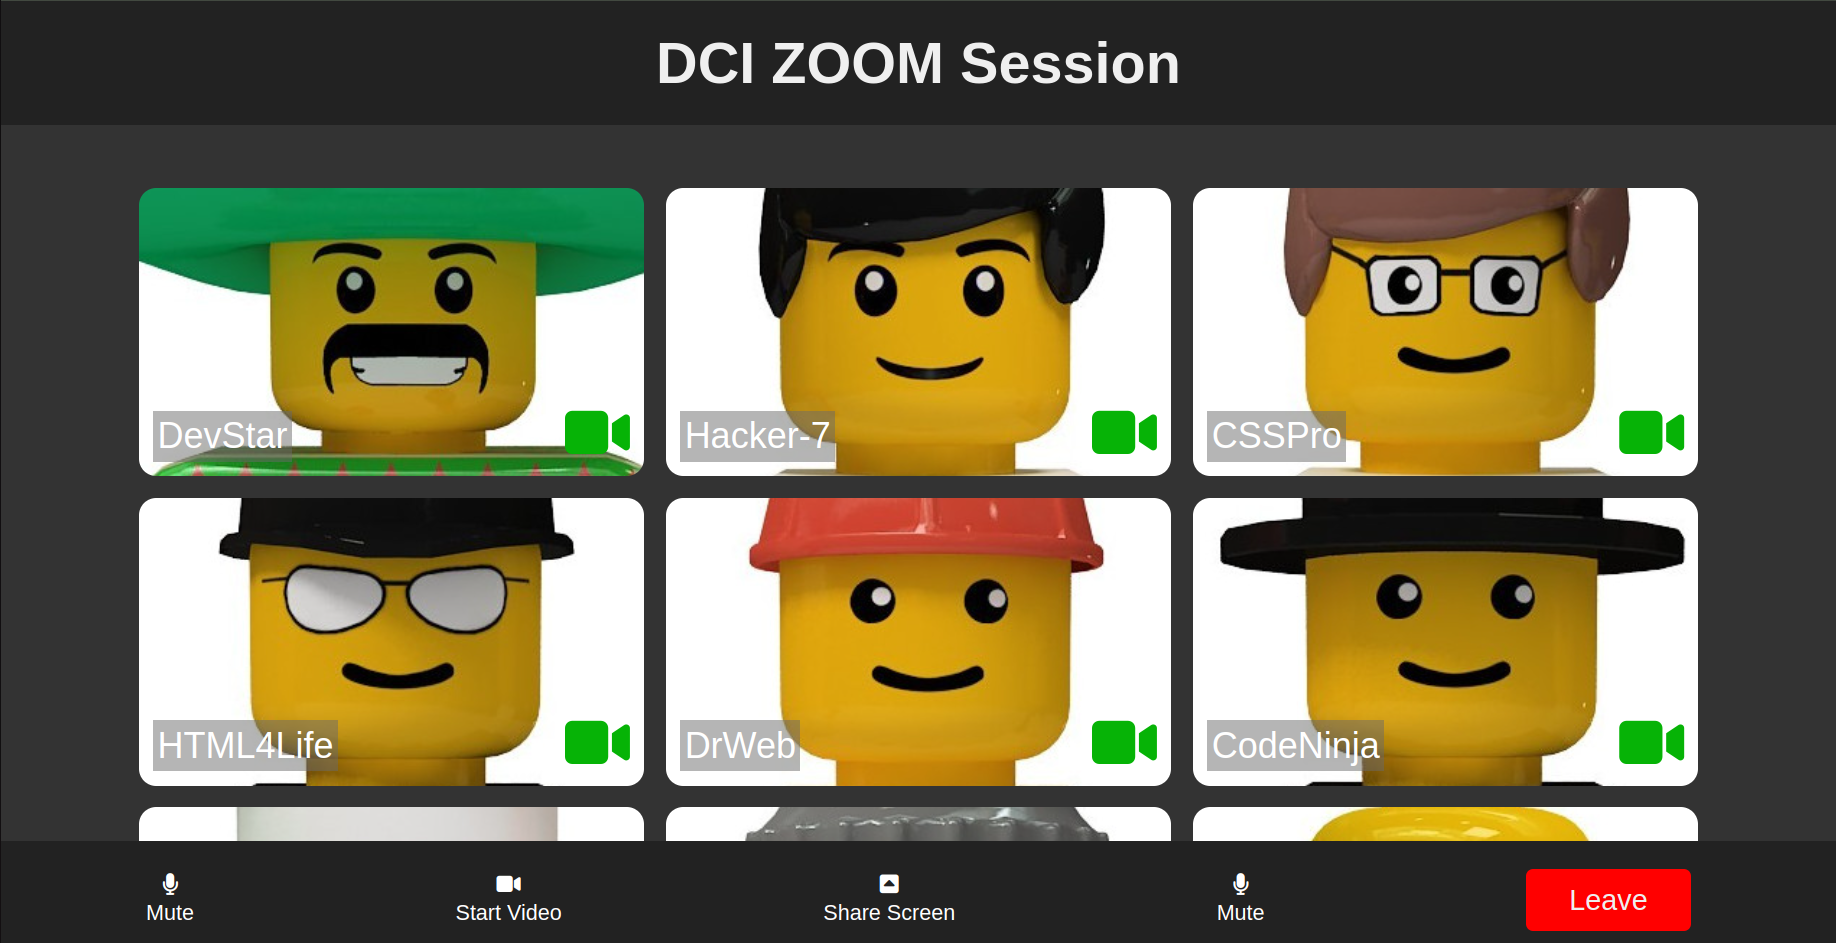 DCI ZOOM Session
DevStar
Hacker-7
CSSPro
HTML4Life
DrWeb
CodeNinja
Mute
Start Video
Share Screen
Mute
Leave